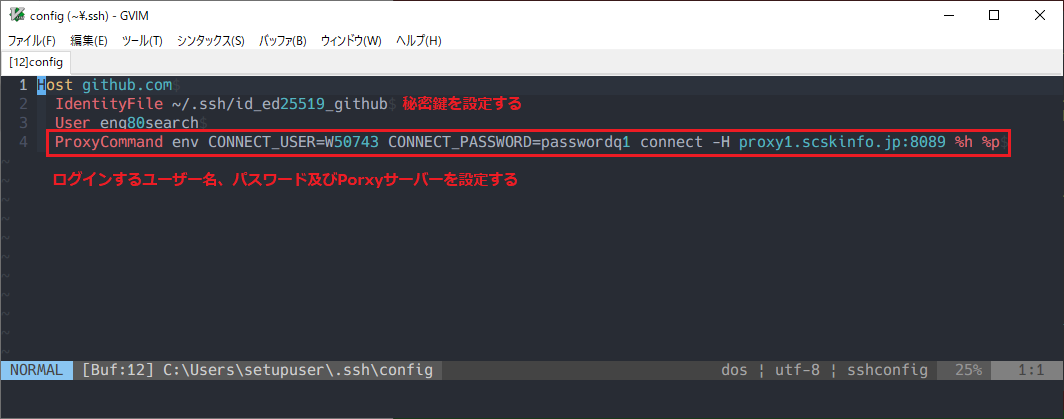 config (~¥.ssh) - GVIM
ファイル(F) 編集(E) ツール(T) シンタックス(S) バッファ(B) ウィンドウ(W) ヘルプ(H)
[12]config
1 Host github.com$
2 IdentityFile ~/.ssh/id_ed25519_github$ 秘密鍵を設定する
3 User eng80search$
4 ProxyCommand env CONNECT_USER=W50743 CONNECT_PASSWORD=passwordq1 connect -H proxy1.scskinfo.jp:8089 %h %p$
~
ログインするユーザー名、パスワード及びPorxyサーバーを設定する
~
~
~
~
~
~
~
~
~
~
NORMAL [Buf:12] C:\Users\setupuser\.ssh\config dos ¦ utf-8 ¦ sshconfig 25% 1:1